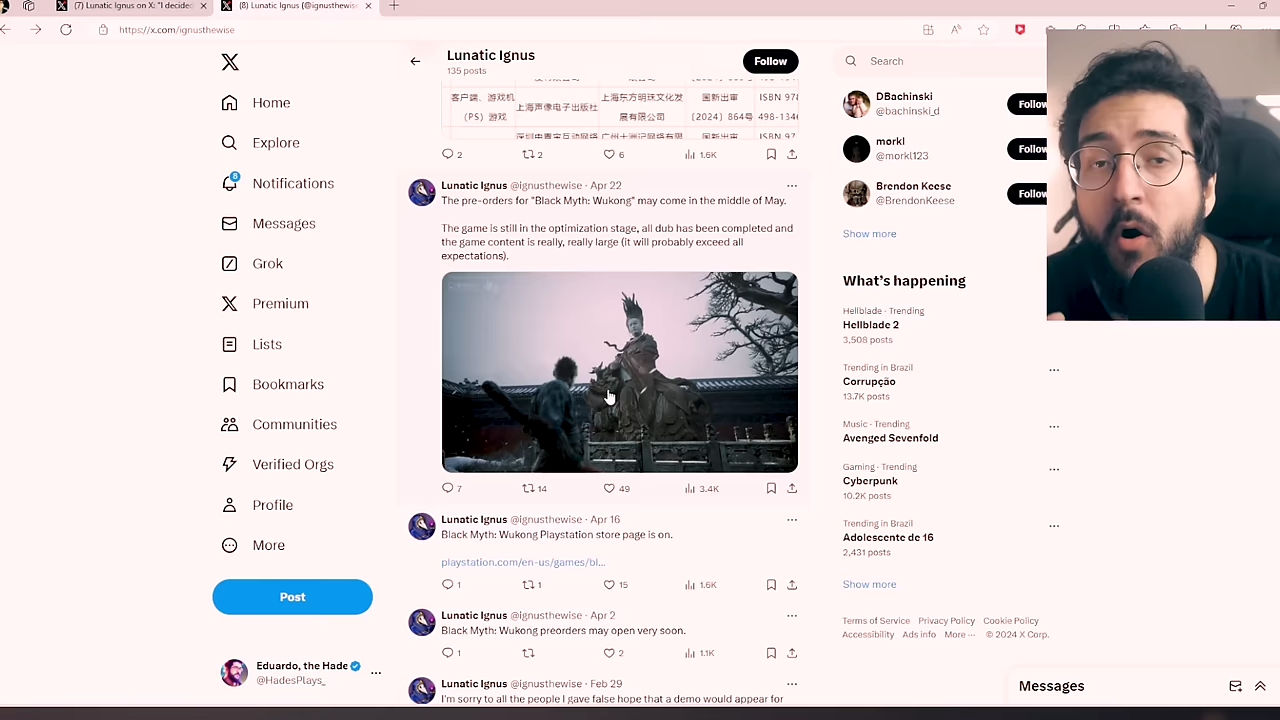 (7) Lunatic Ignus on X: "I decided
(8) Lunatic Ignus (@ignusthewise
https://x.com/ignusthewise
Home
Explore
8
Notifications
Messages
Grok
Premium
Lists
Bookmarks
Communities
Verified Orgs
Profile
More
Post
Eduardo, the Hade
@HadesPlays_
Lunatic Ignus
135 posts
Follow
客户端、游戏机
(PS) 游戏
上海声像电子出版社
上海东方明珠文化发
展有限公司
国新出审
〔2024〕864号
ISBN 978
498-1346
国新出审
ISBN 97
2 2 6 1.6K
Lunatic Ignus @ignusthewise · Apr 22
The pre-orders for "Black Myth: Wukong" may come in the middle of May.
The game is still in the optimization stage, all dub has been completed and
the game content is really, really large (it will probably exceed all
expectations).
7 14 49 3.4K
Lunatic Ignus @ignusthewise · Apr 16
Black Myth: Wukong Playstation store page is on.
playstation.com/en-us/games/bl...
1 1 15 1.6K
Lunatic Ignus @ignusthewise · Apr 2
Black Myth: Wukong preorders may open very soon.
1 2 1.1K
Lunatic Ignus @ignusthewise · Feb 29
I'm sorry to all the people I gave false hope that a demo would appear for
Search
DBachinski
@bachinski_d
Follow
mørkl
@morkl123
Follow
Brendon Keese
@BrendonKeese
Follow
Show more
What's happening
Hellblade · Trending
Hellblade 2
3,508 posts
Trending in Brazil
Corrupção
13.7K posts
Music · Trending
Avenged Sevenfold
Gaming · Trending
Cyberpunk
10.2K posts
Trending in Brazil
Adolescente de 16
2,431 posts
Show more
Terms of Service Privacy Policy Cookie Policy
Accessibility Ads info More ··· © 2024 X Corp.
Messages